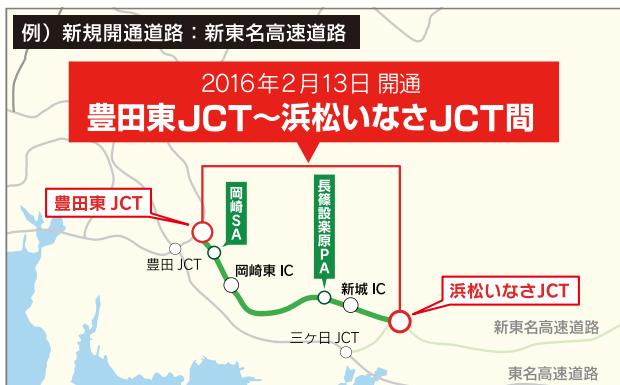 例）新規開通道路：新東名高速道路
2016年2月13日 開通
豊田東JCT～浜松いなさJCT間
豊田東 JCT
岡崎SA
長篠設楽原PA
豊田 JCT
岡崎東 IC
新城 IC
浜松いなさJCT
三ヶ日 JCT
新東名高速道路
東名高速道路